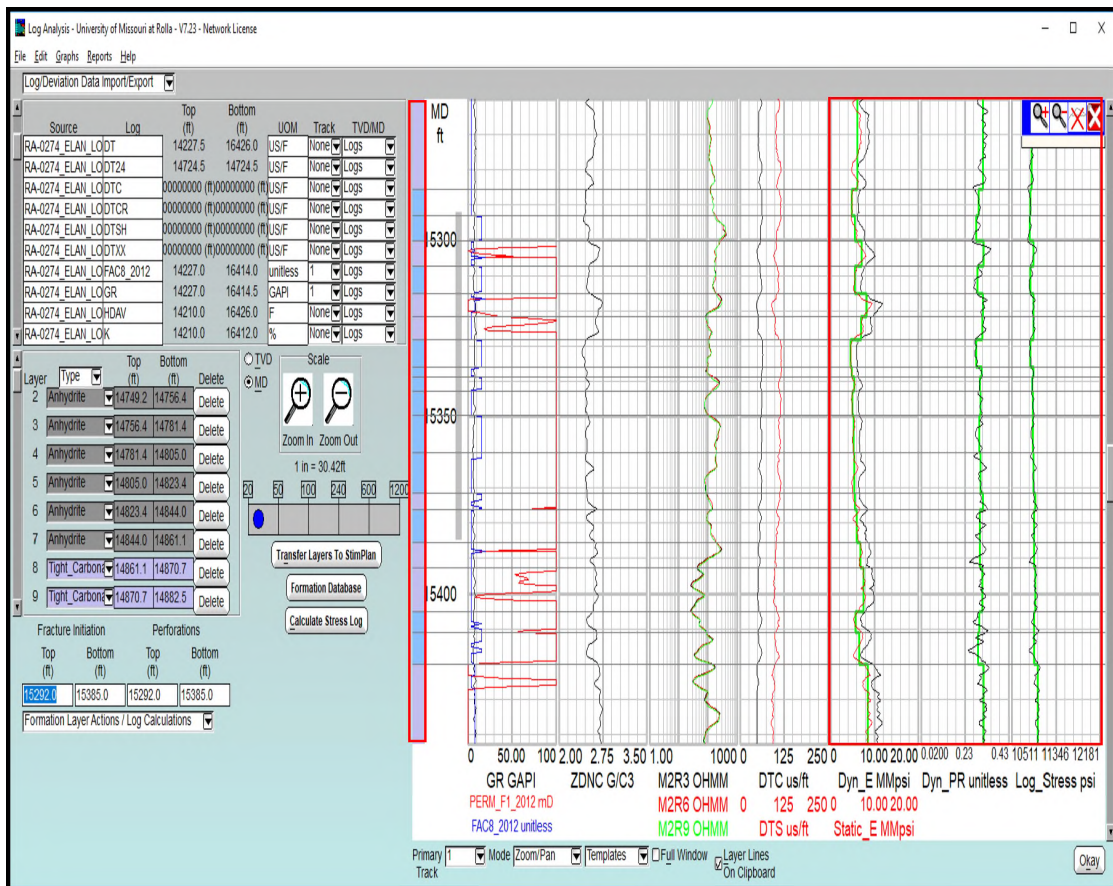 Log Analysis - University of Missouri at Rolla - V7.23 - Network License
File Edit Graphs Reports Help
Log/Deviation Data Import/Export
Top Bottom
Source Log (ft) (ft) UOM Track TVD/MD
RA-0274_ELAN_LO DT 14227.5 16426.0 US/F None Logs
RA-0274_ELAN_LO DT24 14724.5 14724.5 US/F None Logs
RA-0274_ELAN_LO DTC 00000000 (ft) 00000000 (ft) US/F None Logs
RA-0274_ELAN_LO DTCR 00000000 (ft) 00000000 (ft) US/F None Logs
RA-0274_ELAN_LO DTSH 00000000 (ft) 00000000 (ft) US/F None Logs
RA-0274_ELAN_LO DTXX 00000000 (ft) 00000000 (ft) US/F None Logs
RA-0274_ELAN_LO FAC8_2012 14227.0 16414.0 unitless 1 Logs
RA-0274_ELAN_LO GR 14227.0 16414.5 GAPI 1 Logs
RA-0274_ELAN_LO HDAV 14210.0 16426.0 F None Logs
RA-0274_ELAN_LO K 14210.0 16412.0 % None Logs
Top Bottom
Layer Type (ft) (ft) Delete
2 Anhydrite 14749.2 14756.4 Delete
3 Anhydrite 14756.4 14781.4 Delete
4 Anhydrite 14781.4 14805.0 Delete
5 Anhydrite 14805.0 14823.4 Delete
6 Anhydrite 14823.4 14844.0 Delete
7 Anhydrite 14844.0 14861.1 Delete
8 Tight_Carbona 14861.1 14870.7 Delete
9 Tight_Carbona 14870.7 14882.5 Delete
TVD
MD
Scale
Zoom In Zoom Out
1 in = 30.42ft
20 50 100 240 600 1200
Transfer Layers To StimPlan
Formation Database
Calculate Stress Log
Fracture Initiation Perforations
Top Bottom Top Bottom
(ft) (ft) (ft) (ft)
15292.0 15385.0 15292.0 15385.0
Formation Layer Actions / Log Calculations
MD
ft
15300
15350
15400
0 50.00 100 2.00 2.75 3.50 1.00 1000 0 125 250 0 10.00 20.00 0.0200 0.23 0.43 10511 11346 12181
GR GAPI ZDNC G/C3 M2R3 OHMM DTC us/ft Dyn_E MMpsi Dyn_PR unitless Log_Stress psi
PERM_F1_2012 mD M2R6 OHMM 0 125 250 0 10.00 20.00
FAC8_2012 unitless M2R9 OHMM DTS us/ft Static_E MMpsi
Primary Track 1 Mode Zoom/Pan Templates Full Window Layer Lines On Clipboard
Okay